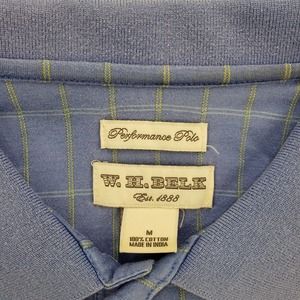 Performance Polo
W.H.BELK
Est. 1888
M
100% COTTON
MADE IN INDIA